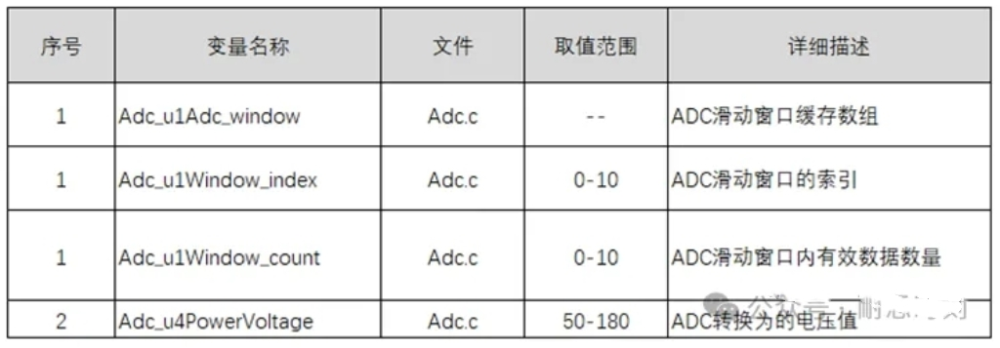 序号 变量名称 文件 取值范围 详细描述
1 Adc_u1Adc_window Adc.c -- ADC滑动窗口缓存数组
1 Adc_u1Window_index Adc.c 0-10 ADC滑动窗口的索引
1 Adc_u1Window_count Adc.c 0-10 ADC滑动窗口内有效数据数量
公众号
2 Adc_u4PowerVoltage Adc.c 50-180 ADC转换为的电压值